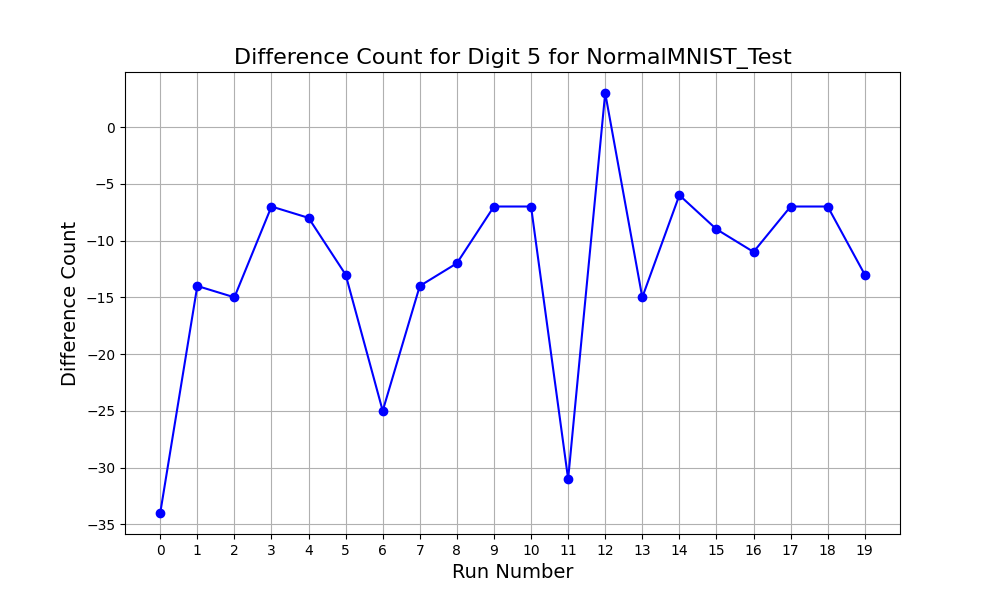 Difference Count for Digit 5 for NormalMNIST_Test
Difference Count
0
−5
−10
−15
−20
−25
−30
−35
0 1 2 3 4 5 6 7 8 9 10 11 12 13 14 15 16 17 18 19
Run Number